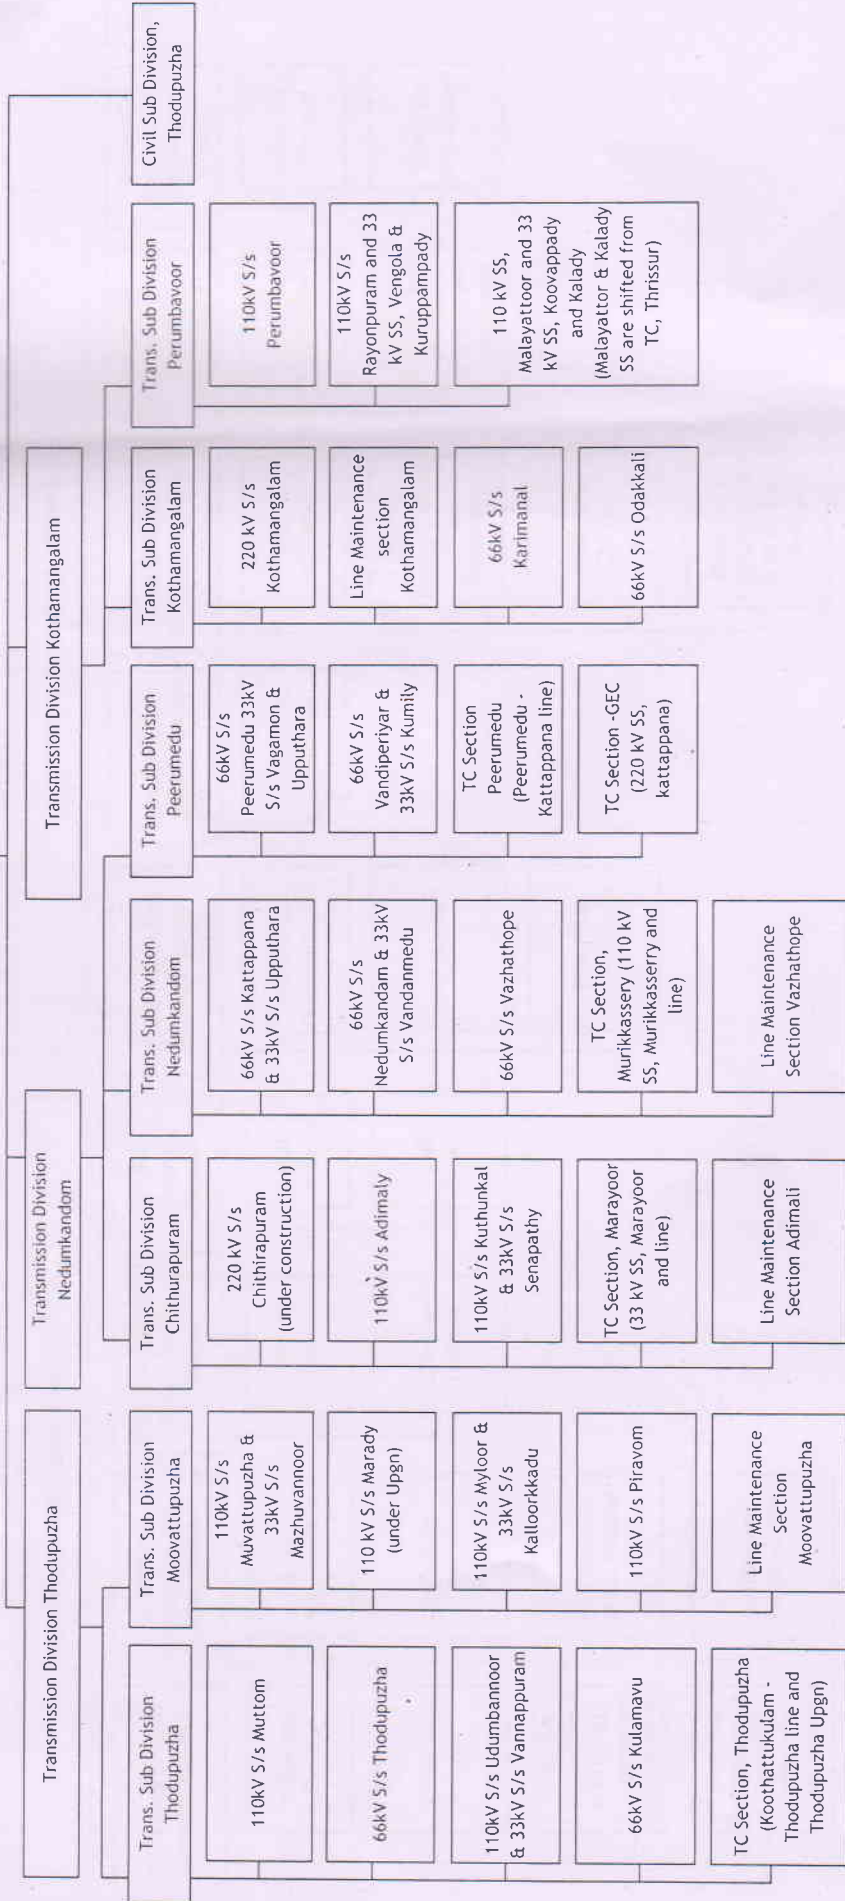 Transmission Division Thodupuzha
Transmission Division
Nedumkandom
Transmission Division Kothamangalam
Trans. Sub Division
Thodupuzha
Trans. Sub Division
Moovattupuzha
Trans. Sub Division
Chithurapuram
Trans. Sub Division
Nedumkandom
Trans. Sub Division
Peerumedu
Trans. Sub Division
Kothamangalam
Trans. Sub Division
Perumbavoor
Civil Sub Division,
Thodupuzha
110kV S/s Muttom
66kV S/s Thodupuzha
110kV S/s Udumbannoor
& 33kV S/s Vannappuram
66kV S/s Kulamavu
TC Section, Thodupuzha
(Koothattukulam -
Thodupuzha line and
Thodupuzha Upgn)
110kV S/s
Muvattupuzha &
33kV S/s
Mazhuvannoor
110 kV S/s Marady
(under Upgn)
110kV S/s Myloor &
33kV S/s
Kalloorkkadu
110kV S/s Piravom
Line Maintenance
Section
Moovattupuzha
220 kV S/s
Chithirapuram
(under construction)
110kV S/s Adimaly
110kV S/s Kuthunkal
& 33kV S/s
Senapathy
TC Section, Marayoor
(33 kV SS, Marayoor
and line)
Line Maintenance
Section Adimali
66kV S/s Kattappana
& 33kV S/s Upputhara
66kV S/s
Nedumkandam & 33kV
S/s Vandanmedu
66kV S/s Vazhathope
TC Section,
Murikkassery (110 kV
SS, Murikkasserry and
line)
Line Maintenance
Section Vazhathope
66kV S/s
Peerumedu 33kV
S/s Vagamon &
Upputhara
66kV S/s
Vandiperiyar &
33kV S/s Kumily
TC Section
Peerumedu
(Peerumedu -
Kattappana line)
TC Section -GEC
(220 kV SS,
kattappana)
220 kV S/s
Kothamangalam
Line Maintenance
section
Kothamangalam
66kV S/s
Karimanal
66kV S/s Odakkali
110kV S/s
Perumbavoor
110kV S/s
Rayonpuram and 33
kV SS, Vengola &
Kuruppampady
110 kV SS,
Malayattoor and 33
kV SS, Koovappady
and Kalady
(Malayattor & Kalady
SS are shifted from
TC, Thrissur)